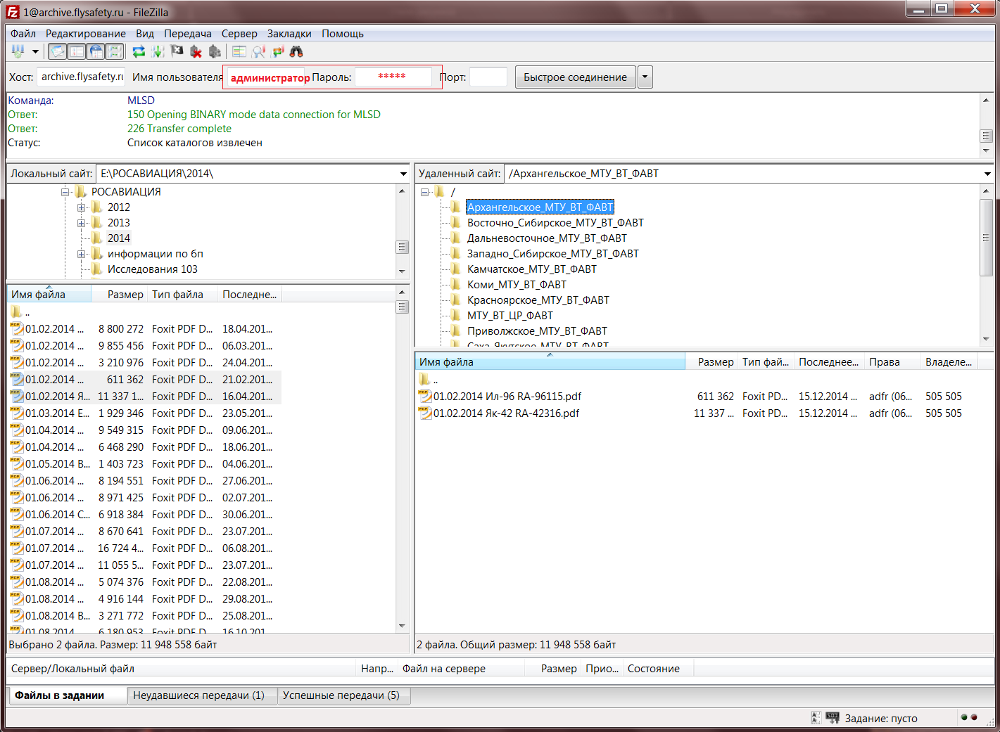 1@archive.flysafety.ru - FileZilla
Файл Редактирование Вид Передача Сервер Закладки Помощь
Хост: archive.flysafety.ru Имя пользователя администратор Пароль: ***** Порт: Быстрое соединение
Команда: MLSD
Ответ: 150 Opening BINARY mode data connection for MLSD
Ответ: 226 Transfer complete
Статус: Список каталогов извлечен
Локальный сайт: E:\РОСАВИАЦИЯ\2014\
РОСАВИАЦИЯ
2012
2013
2014
информации по бп
Исследования 103
Имя файла Размер Тип файла Последне...
..
01.02.2014 ... 8 800 272 Foxit PDF D... 18.04.201...
01.02.2014 ... 9 855 456 Foxit PDF D... 06.03.201...
01.02.2014 ... 3 210 976 Foxit PDF D... 24.04.201...
01.02.2014 ... 611 362 Foxit PDF D... 21.02.201...
01.02.2014 Я... 11 337 1... Foxit PDF D... 16.04.201...
01.03.2014 Е... 1 929 346 Foxit PDF D... 23.05.201...
01.04.2014 ... 9 549 315 Foxit PDF D... 09.06.201...
01.04.2014 ... 6 468 290 Foxit PDF D... 18.06.201...
01.05.2014 В... 1 403 723 Foxit PDF D... 04.06.201...
01.06.2014 ... 8 194 551 Foxit PDF D... 27.06.201...
01.06.2014 ... 8 971 425 Foxit PDF D... 02.07.201...
01.06.2014 С... 6 918 384 Foxit PDF D... 30.06.201...
01.07.2014 ... 8 670 641 Foxit PDF D... 23.07.201...
01.07.2014 ... 16 724 4... Foxit PDF D... 06.08.201...
01.07.2014 ... 11 055 5... Foxit PDF D... 23.07.201...
01.08.2014 ... 5 074 376 Foxit PDF D... 22.08.201...
01.08.2014 ... 4 916 144 Foxit PDF D... 29.08.201...
01.08.2014 В... 3 271 772 Foxit PDF D... 25.08.201...
01.08.2014 6 180 953 Foxit PDF D... 16.10.201
Выбрано 2 файла. Размер: 11 948 558 байт
Удаленный сайт: /Архангельское_МТУ_ВТ_ФАВТ
/
Архангельское_МТУ_ВТ_ФАВТ
Восточно_Сибирское_МТУ_ВТ_ФАВТ
Дальневосточное_МТУ_ВТ_ФАВТ
Западно_Сибирское_МТУ_ВТ_ФАВТ
Камчатское_МТУ_ВТ_ФАВТ
Коми_МТУ_ВТ_ФАВТ
Красноярское_МТУ_ВТ_ФАВТ
МТУ_ВТ_ЦР_ФАВТ
Приволжское_МТУ_ВТ_ФАВТ
Саха_Якутское_МТУ_ВТ_ФАВТ
Имя файла Размер Тип фай... Последнее... Права Владеле...
..
01.02.2014 Ил-96 RA-96115.pdf 611 362 Foxit PD... 15.12.2014 ... adfr (06... 505 505
01.02.2014 Як-42 RA-42316.pdf 11 337 ... Foxit PD... 15.12.2014 ... adfr (06... 505 505
2 файла. Общий размер: 11 948 558 байт
Сервер/Локальный файл Напр... Файл на сервере Размер Прио... Состояние
Файлы в задании Неудавшиеся передачи (1) Успешные передачи (5)
Задание: пусто